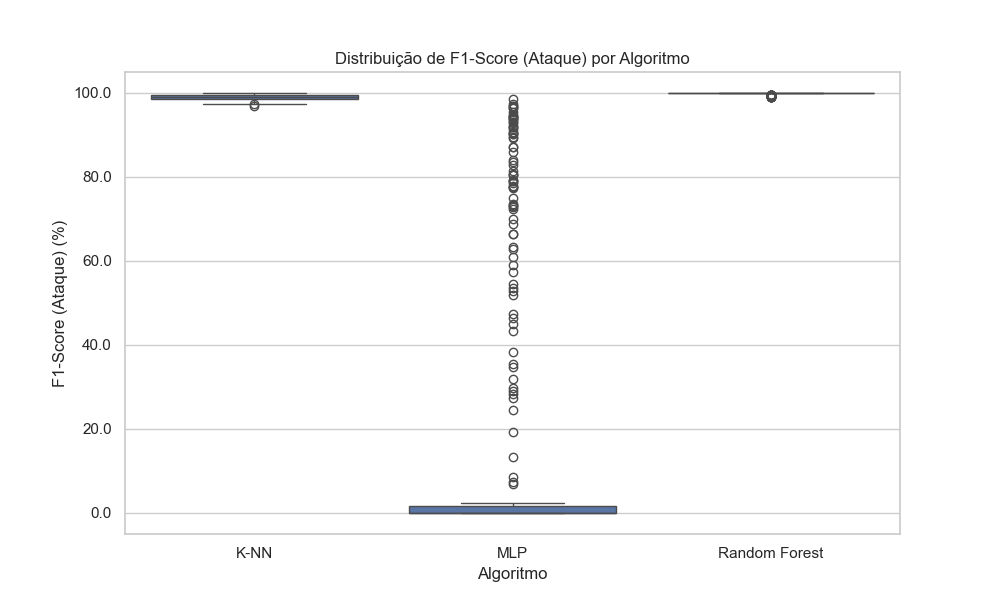 Distribuição de F1-Score (Ataque) por Algoritmo
F1-Score (Ataque) (%)
100.0
80.0
60.0
40.0
20.0
0.0
K-NN
MLP
Random Forest
Algoritmo